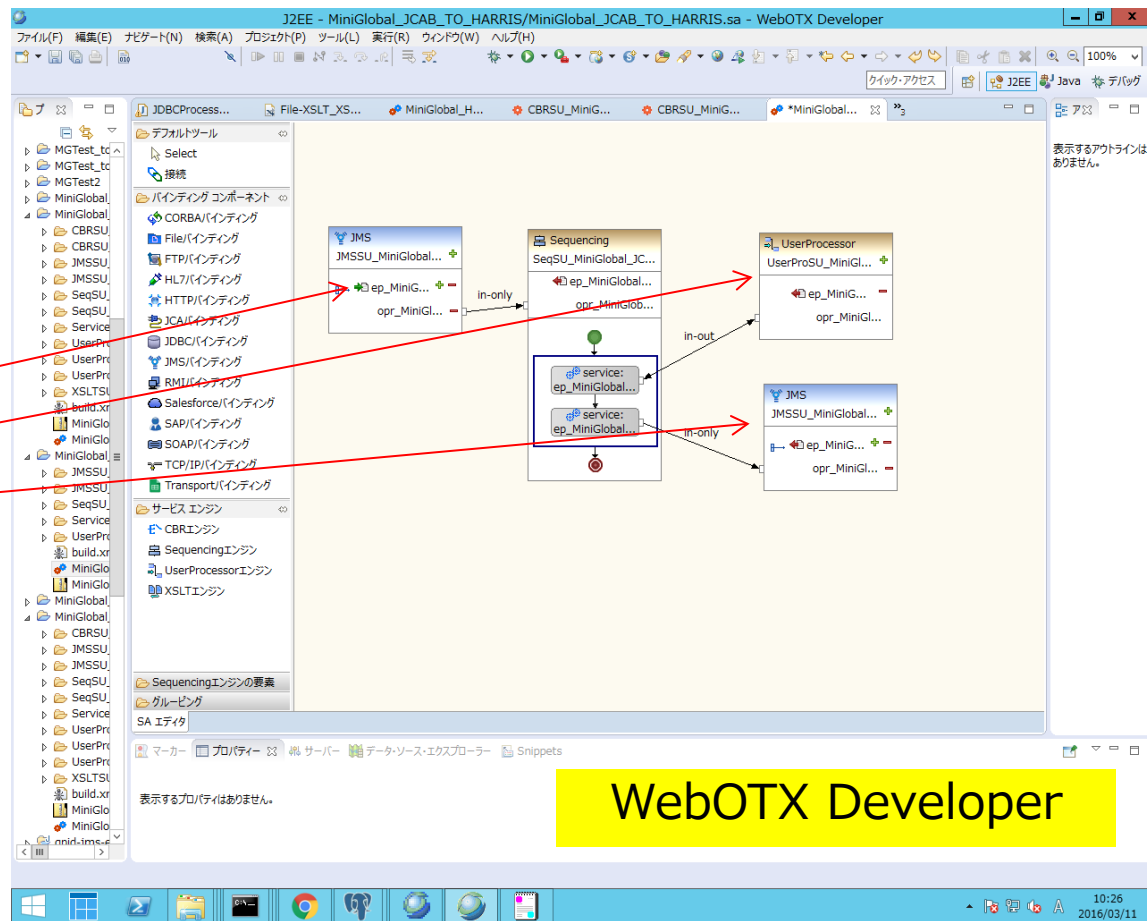 J2EE - MiniGlobal_JCAB_TO_HARRIS/MiniGlobal_JCAB_TO_HARRIS.sa - WebOTX Developer
ファイル(F) 編集(E) ナビゲート(N) 検索(A) プロジェクト(P) ツール(L) 実行(R) ウィンドウ(W) ヘルプ(H)
100%
クイック・アクセス J2EE Java デバッグ
プ
JDBCProcess... File-XSLT_XS... MiniGlobal_H... CBRSU_MiniG... CBRSU_MiniG... *MiniGlobal... »3
ア
表示するアウトラインは
ありません。
MGTest_tc
MGTest_tc
MGTest2
MiniGlobal_
MiniGlobal_
CBRSU_
CBRSU_
JMSSU_
JMSSU_
SeqSU_
SeqSU_
Service
UserPro
UserPro
UserPro
XSLTSU
build.xr
MiniGlo
MiniGlo
MiniGlobal_
JMSSU_
JMSSU_
SeqSU_
Service
UserPro
build.xr
MiniGlo
MiniGlo
MiniGlobal_
MiniGlobal_
CBRSU_
JMSSU_
JMSSU_
SeqSU_
SeqSU_
Service
UserPro
UserPro
UserPro
XSLTSU
build.xr
MiniGlo
MiniGlo
qpid-jms-e
デフォルトツール
Select
接続
バインディング コンポーネント
CORBAバインディング
Fileバインディング
FTPバインディング
HL7バインディング
HTTPバインディング
JCAバインディング
JDBCバインディング
JMSバインディング
RMIバインディング
Salesforceバインディング
SAPバインディング
SOAPバインディング
TCP/IPバインディング
Transportバインディング
サービス エンジン
CBRエンジン
Sequencingエンジン
UserProcessorエンジン
XSLTエンジン
Sequencingエンジンの要素
グルーピング
SA エディタ
JMS
JMSSU_MiniGlobal...
ep_MiniG...
opr_MiniGl...
in-only
Sequencing
SeqSU_MiniGlobal_JC...
ep_MiniGlobal...
opr_MiniGlob...
service:
ep_MiniGlobal...
service:
ep_MiniGlobal...
in-out
in-only
UserProcessor
UserProSU_MiniGl...
ep_MiniG...
opr_MiniGl...
JMS
JMSSU_MiniGlobal...
ep_MiniG...
opr_MiniGl...
マーカー プロパティー サーバー データ・ソース・エクスプローラー Snippets
表示するプロパティはありません。
WebOTX Developer
A
10:26
2016/03/11